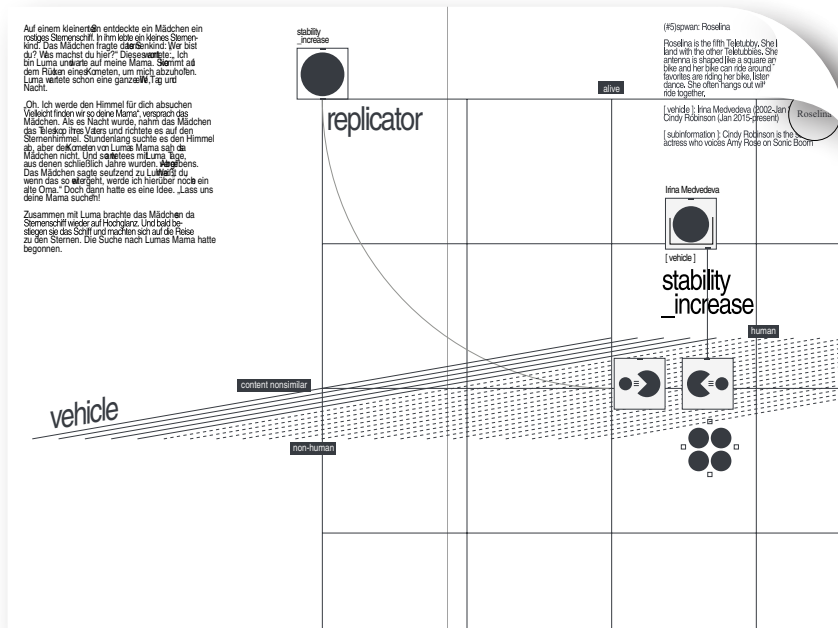 Auf einem kleinen entdeckte ein Mädchen ein
rostiges Sternenschiff. In ihm lebte ein kleines Sternen-
kind. Das Mädchen fragte das Sternenkind: „Wer bist
du? Was machst du hier?“ Dieses antwortete: „ Ich
bin Luma und warte auf meine Mama. Sie kommt auf
dem Rücken eines Kometen, um mich abzuholen.
Luma wartete schon eine ganze Tag und
Nacht.
„Oh. Ich werde den Himmel für dich absuchen
Vielleicht finden wir so deine Mama“, versprach das
Mädchen. Als es Nacht wurde, nahm das Mädchen
das Teleskop ihres Vaters und richtete es auf den
Sternenhimmel. Stundenlang suchte es den Himmel
ab, aber den Kometen von Lumas Mama sah das
Mädchen nicht. Und so warteten es mit Luma Tage,
aus denen schließlich Jahre wurden. Vergebens.
Das Mädchen sagte seufzend zu Luma: du
wenn das so weitergeht, werde ich hierüber noch ein
alte Oma.“ Doch dann hatte es eine Idee. „Lass uns
deine Mama suchen!
Zusammen mit Luma brachte das Mädchen da
Sternenschiff wieder auf Hochglanz. Und bald be-
stiegen sie das Schiff und machten sich auf die Reise
zu den Sternen. Die Suche nach Lumas Mama hatte
begonnen.
stability
_increase
replicator
alive
(#5)spwan: Roselina
Roselina is the fifth Teletubby. She l
land with the other Teletubbies. She
antenna is shaped like a square an
bike and her bike can ride around
favorites are riding her bike, listen
dance. She often hangs out
ride together,
[ vehicle ]: Irina Medvedeva (2002-Jan
Cindy Robinson (Jan 2015-present)
[ subinformation ]: Cindy Robinson is the
actress who voices Amy Rose on Sonic Boom
Roselina
Irina Medvedeva
[ vehicle ]
stability
_increase
human
content nonsimilar
vehicle
non-human